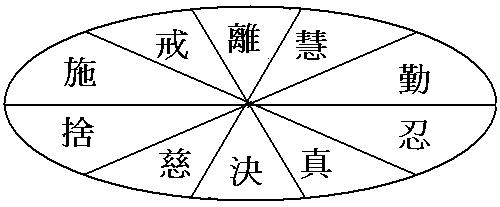 施 戒 離 慧 勤
捨 慈 決 真 忍